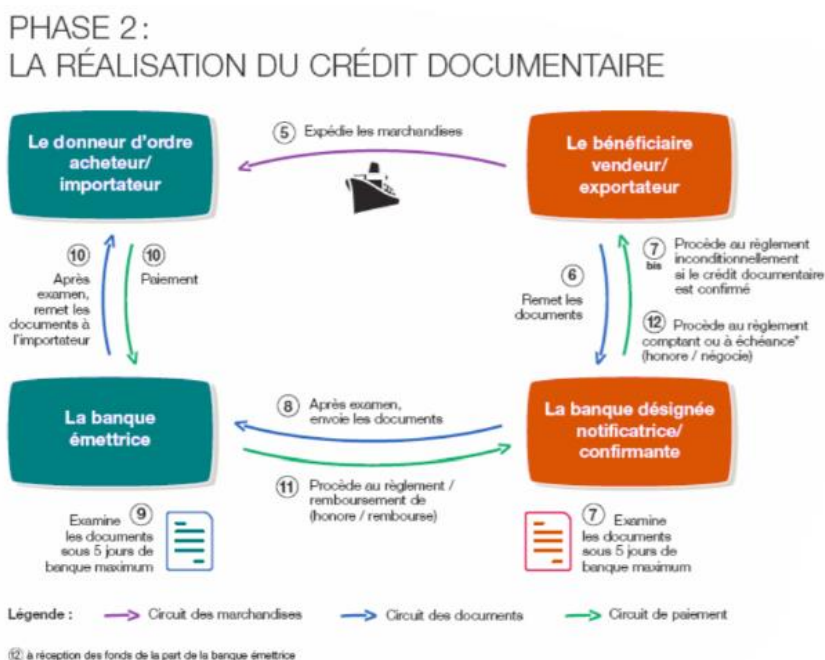 PHASE 2 :
LA RÉALISATION DU CRÉDIT DOCUMENTAIRE
Le donneur d'ordre
acheteur/
importateur
⑤ Expédie les marchandises
Le bénéficiaire
vendeur/
exportateur
⑩
Après
examen,
remet les
documents à
l'importateur
⑩
Paiement
⑥
Remet les
documents
⑦ bis Procède au règlement
inconditionnellement
si le crédit documentaire
est confirmé
⑫ Procède au règlement
comptant ou à échéance*
(honore / négocie)
La banque
émettrice
⑧ Après examen,
envoie les documents
⑪ Procède au règlement /
remboursement de
(honore / rembourse)
La banque désignée
notificatrice/
confirmante
Examine ⑨
les documents
sous 5 jours de
banque maximum
⑦ Examine
les documents
sous 5 jours de
banque maximum
Légende : Circuit des marchandises Circuit des documents Circuit de paiement
⑫ à réception des fonds de la part de la banque émettrice